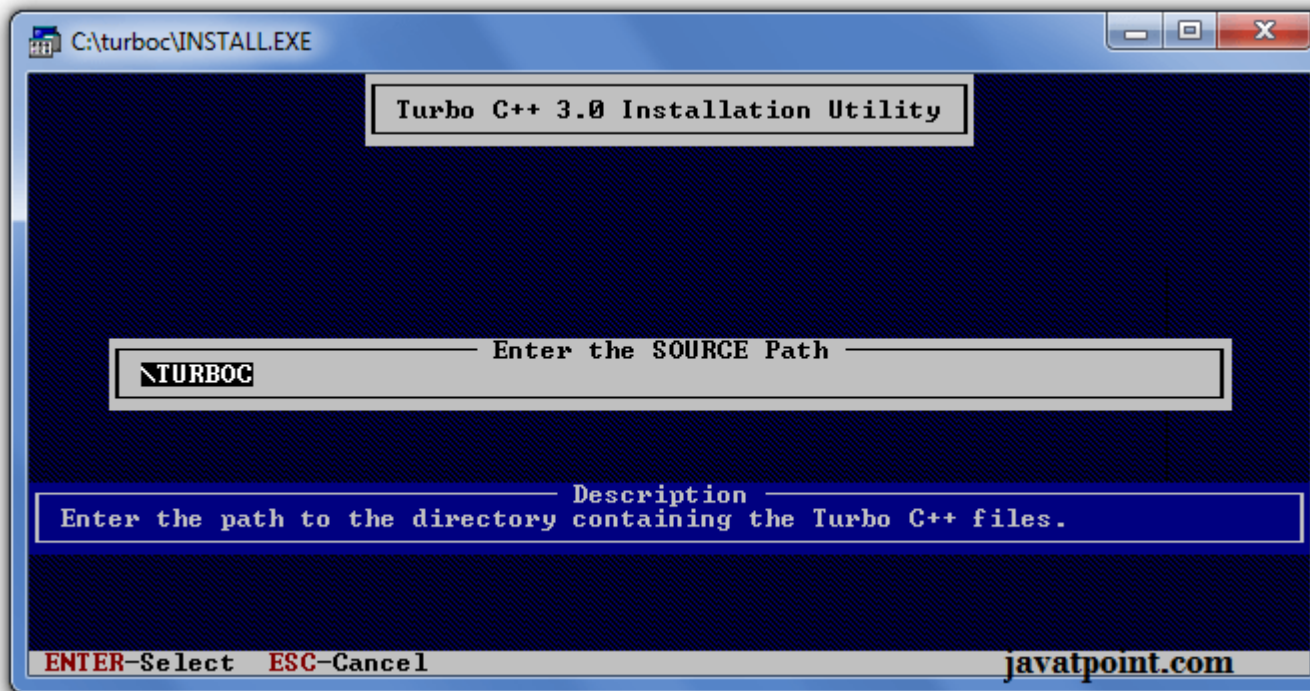 C:\turboc\INSTALL.EXE
Turbo C++ 3.0 Installation Utility
Enter the SOURCE Path
\TURBOC
Description
Enter the path to the directory containing the Turbo C++ files.
ENTER-Select ESC-Cancel
javatpoint.com